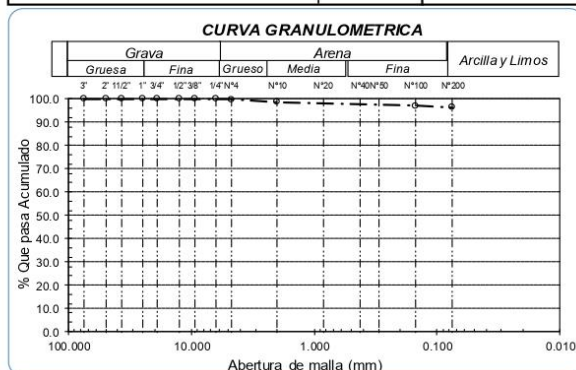 CURVA GRANULOMETRICA
Grava Arena Arcilla y Limos
Gruesa Fina Grueso Media Fina
3" 2" 11/2" 1" 3/4" 1/2" 3/8" 1/4" N°4 N°10 N°20 N°40 N°50 N°100 N°200
% Que pasa Acumulado
100.0
90.0
80.0
70.0
60.0
50.0
40.0
30.0
20.0
10.0
0.0
100.000 10.000 1.000 0.100 0.010
Abertura de malla (mm)